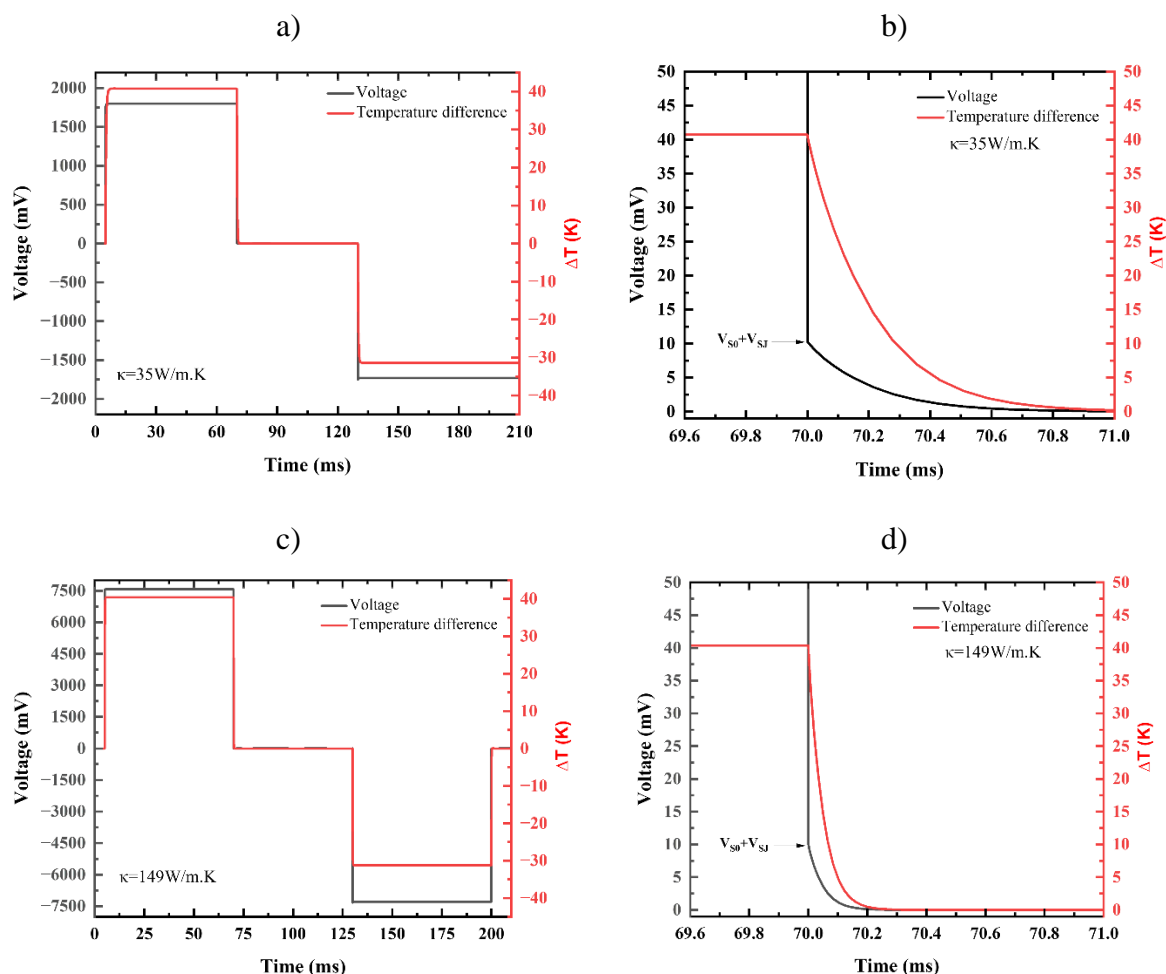 a)
2000
1500
1000
500
0
−500
−1000
−1500
−2000
Voltage (mV)
40
30
20
10
0
−10
−20
−30
−40
ΔT (K)
Voltage
Temperature difference
κ=35W/m.K
0 30 60 90 120 150 180 210
Time (ms)
b)
50
45
40
35
30
25
20
15
10
5
0
Voltage (mV)
50
45
40
35
30
25
20
15
10
5
0
ΔT (K)
Voltage
Temperature difference
κ=35W/m.K
V_S0+V_SJ
69.6 69.8 70.0 70.2 70.4 70.6 70.8 71.0
Time (ms)
c)
7500
6000
4500
3000
1500
0
−1500
−3000
−4500
−6000
−7500
Voltage (mV)
40
30
20
10
0
−10
−20
−30
−40
ΔT (K)
Voltage
Temperature difference
κ=149W/m.K
0 25 50 75 100 125 150 175 200
Time (ms)
d)
50
45
40
35
30
25
20
15
10
5
0
Voltage (mV)
50
45
40
35
30
25
20
15
10
5
0
ΔT (K)
Voltage
Temperature difference
κ=149W/m.K
V_S0+V_SJ
69.6 69.8 70.0 70.2 70.4 70.6 70.8 71.0
Time (ms)